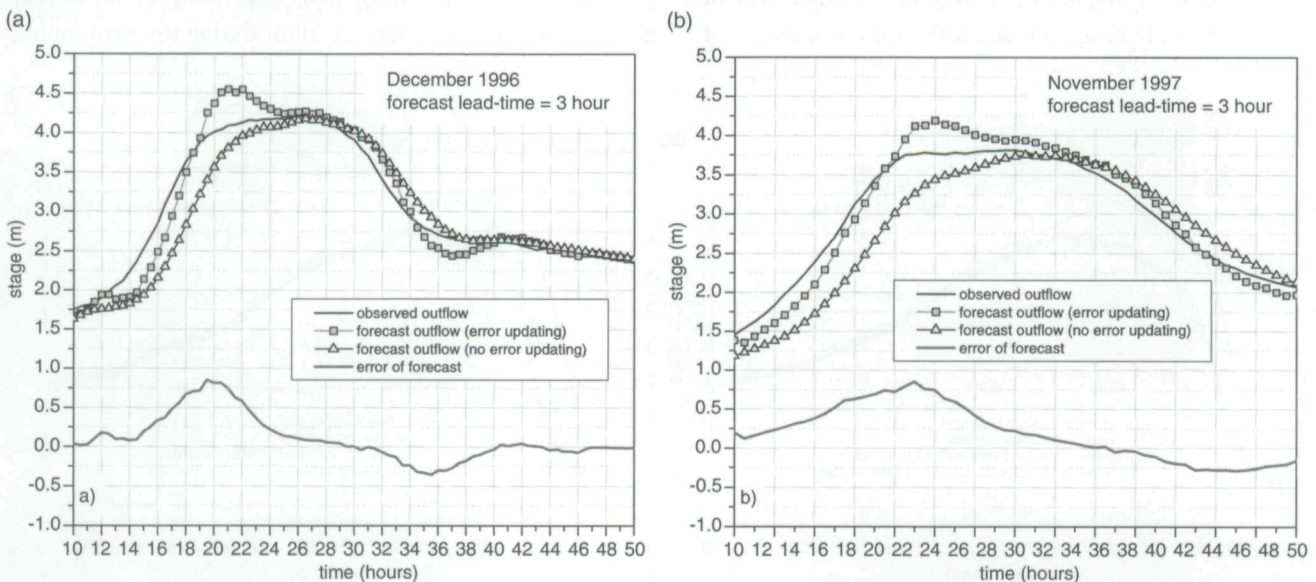 (a)
5.0
4.5
4.0
3.5
3.0
2.5
2.0
1.5
1.0
0.5
0.0
-0.5
-1.0
stage (m)
December 1996
forecast lead-time = 3 hour
observed outflow
forecast outflow (error updating)
forecast outflow (no error updating)
error of forecast
a)
10 12 14 16 18 20 22 24 26 28 30 32 34 36 38 40 42 44 46 48 50
time (hours)
(b)
5.0
4.5
4.0
3.5
3.0
2.5
2.0
1.5
1.0
0.5
0.0
-0.5
-1.0
stage (m)
November 1997
forecast lead-time = 3 hour
observed outflow
forecast outflow (error updating)
forecast outflow (no error updating)
error of forecast
b)
10 12 14 16 18 20 22 24 26 28 30 32 34 36 38 40 42 44 46 48 50
time (hours)